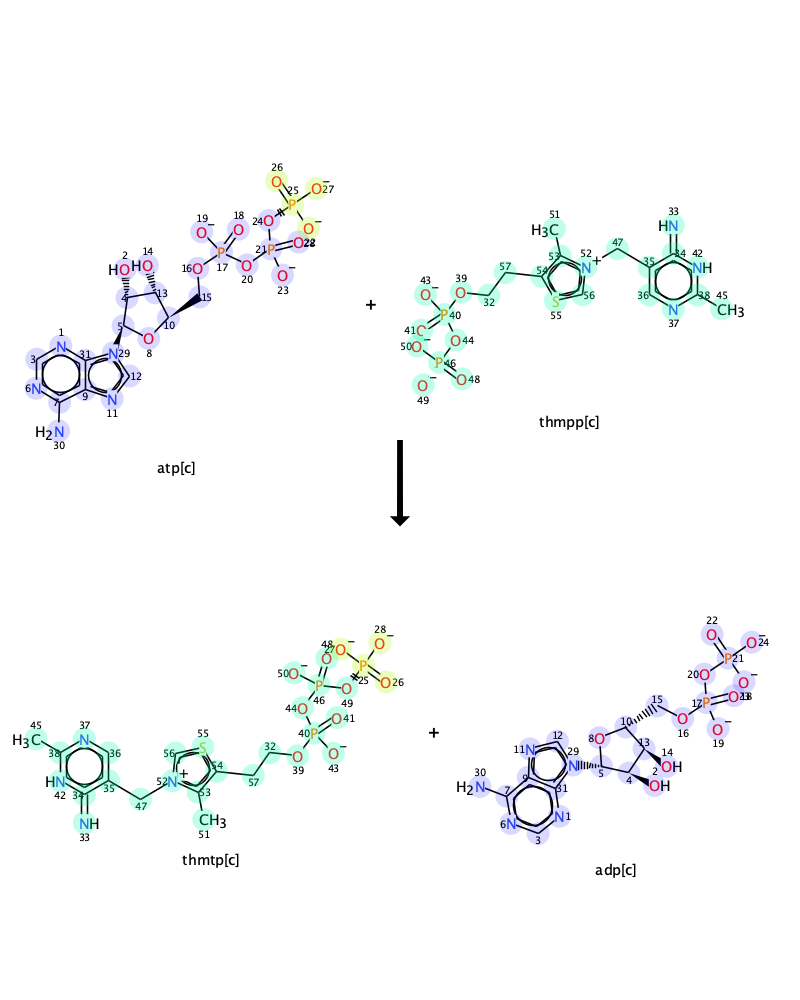 26
25
O
O⁻
27
P
19
18
24
O
O⁻
O
O⁻
2
14
21
P
O
P
O
HO
HO
16
O
17
O
20
O⁻
23
4
13
15
5
10
O
8
1
N
31
N
29
3
12
6
N
7
9
N
11
H₂N
30
atp[c]
+
51
H₃C
33
HN
53
52
47
34
42
43
39
54
N
+
35
NH
O⁻
O
57
S
56
36
38
45
32
55
N
CH₃
40
P
37
41
O
50
O⁻
44
O
46
P
O⁻
O
48
49
thmpp[c]
28
48
27
O⁻
O⁻
O
50
O⁻
P
25
P
O
26
46
O
49
44
O
41
O
45
37
55
40
P
H₃C
N
36
56
S
32
O⁻
38
54
O
43
HN
35
52
N
+
39
42
34
53
57
47
NH
51
CH₃
33
thmtp[c]
+
22
O
O⁻
24
P
21
20
O
O⁻
15
17
P
O
10
O
16
O⁻
12
8
O
19
11
N
29
13
14
30
N
5
OH
H₂N
9
31
4
2
7
OH
6
N
N
1
3
adp[c]